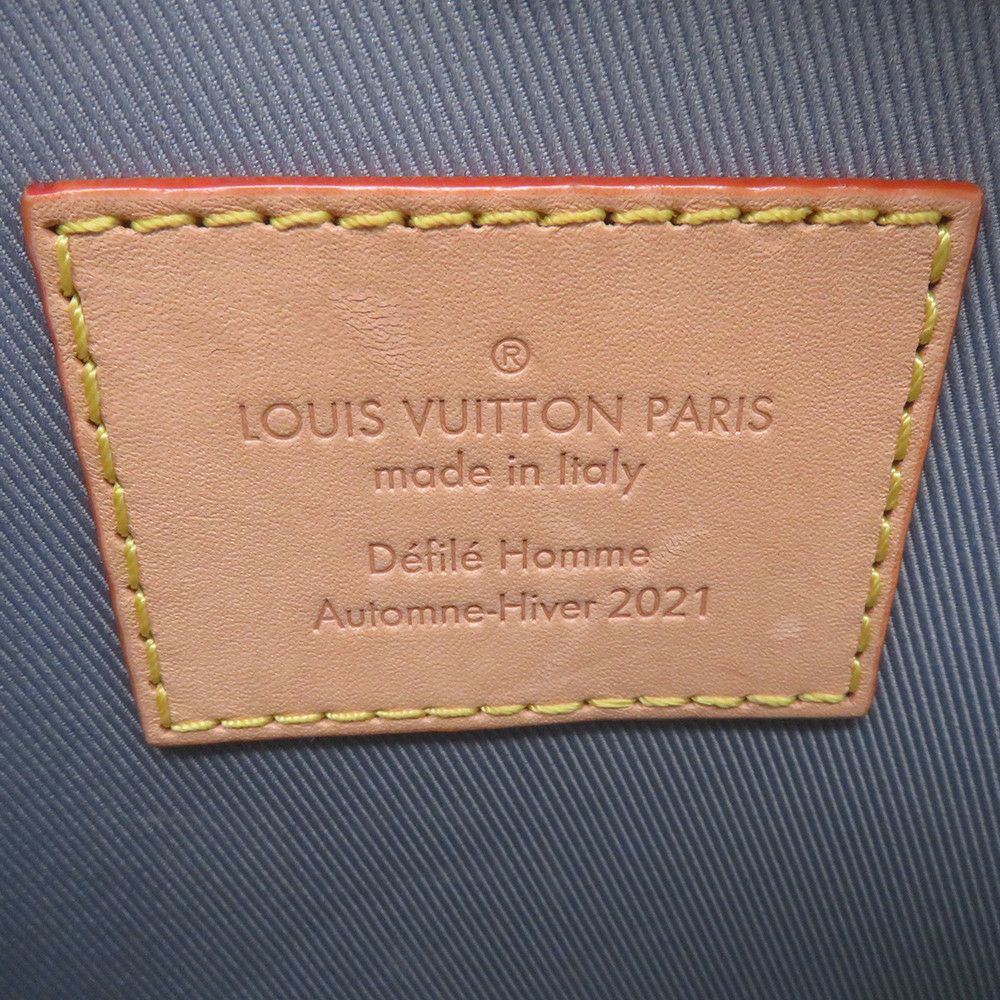 ®
LOUIS VUITTON PARIS
made in Italy
Défilé Homme
Automne-Hiver 2021